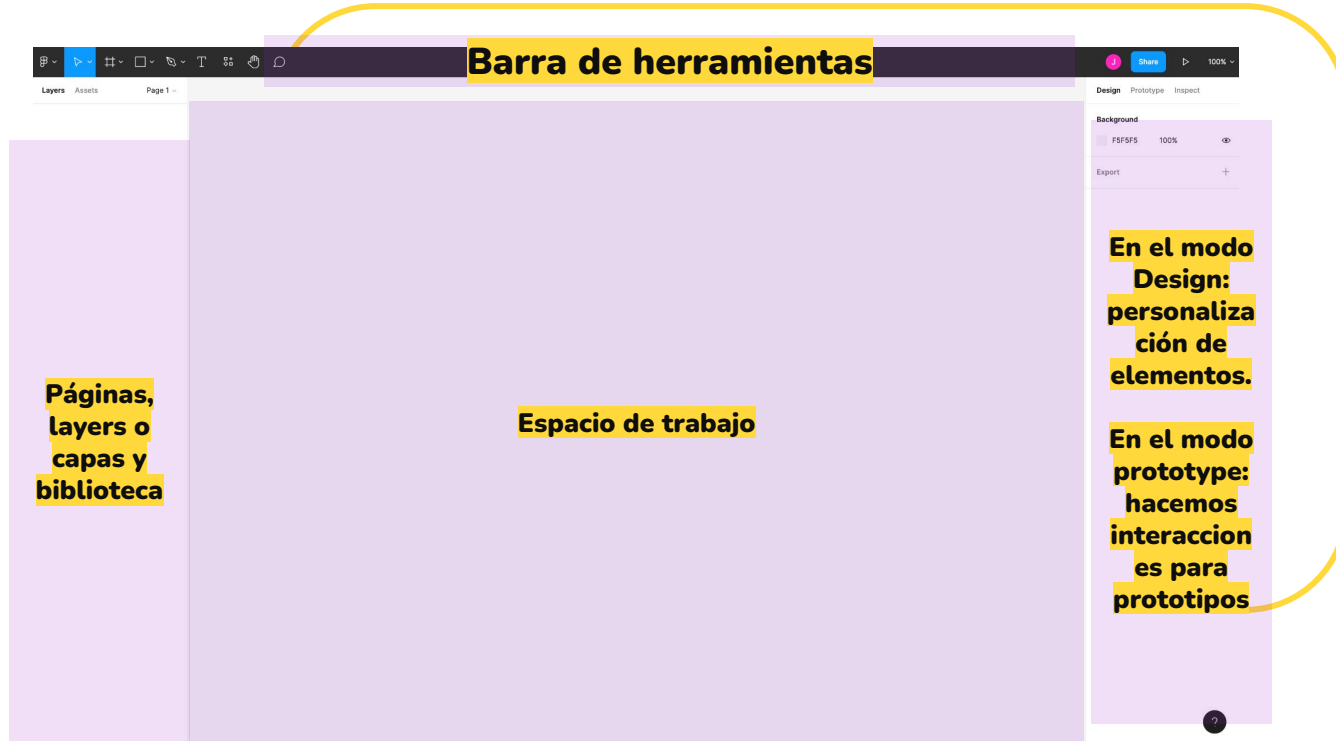 Barra de herramientas
J
Share
100%
Layers Assets Page 1
Design Prototype Inspect
Background
F5F5F5 100%
Export
Páginas,
layers o
capas y
biblioteca
Espacio de trabajo
En el modo
Design:
personaliza
ción de
elementos.
En el modo
prototype:
hacemos
interaccion
es para
prototipos
?